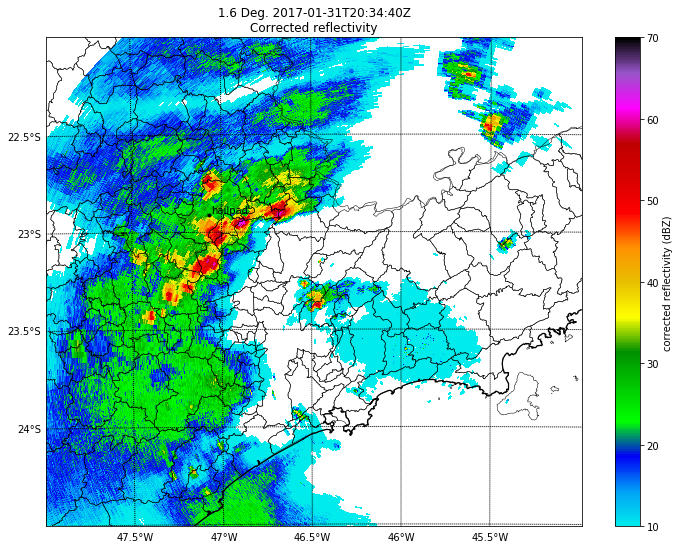 1.6 Deg. 2017-01-31T20:34:40Z
Corrected reflectivity
22.5°S
23°S
23.5°S
24°S
47.5°W
47°W
46.5°W
46°W
45.5°W
70
60
50
40
30
20
10
corrected reflectivity (dBZ)